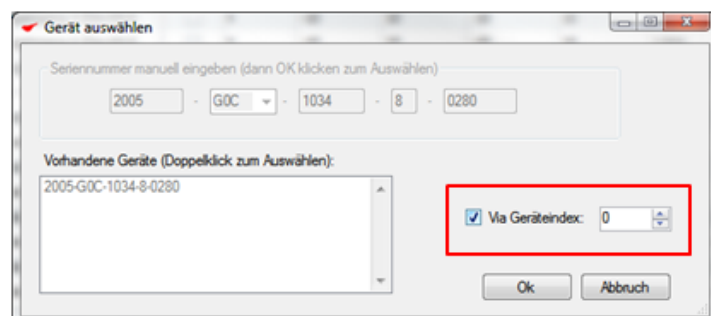 Gerät auswählen
Seriennummer manuell eingeben (dann OK klicken zum Auswählen)
2005 - G0C - 1034 - 8 - 0280
Vorhandene Geräte (Doppelklick zum Auswählen):
2005-G0C-1034-8-0280
Via Geräteindex: 0
Ok Abbruch